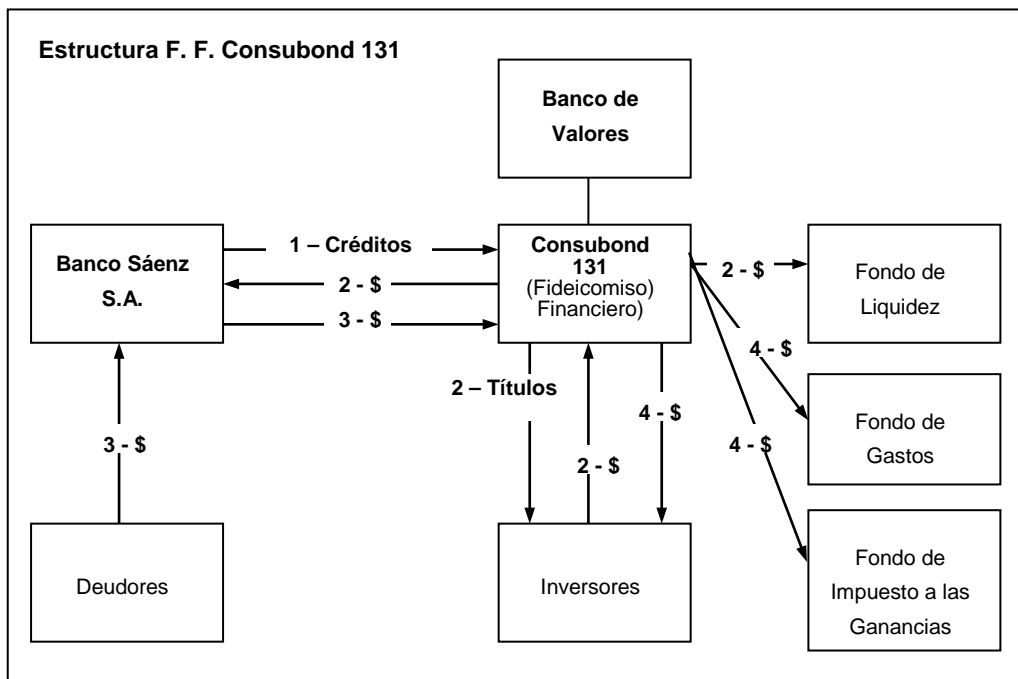 Estructura F. F. Consubond 131
Banco de
Valores
Banco Sáenz
S.A.
1 – Créditos
2 - $
3 - $
Consubond
131
(Fideicomiso)
Financiero)
2 - $
Fondo de
Liquidez
4 - $
Fondo de
Gastos
4 - $
Fondo de
Impuesto a las
Ganancias
2 – Títulos
2 - $
4 - $
3 - $
Deudores
Inversores